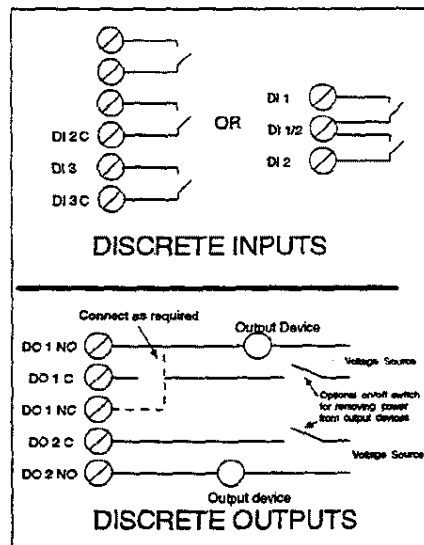 DI 2 C
DI 3
DI 3 C
OR
DI 1
DI 1/2
DI 2
DISCRETE INPUTS
Connect as required
Output Device
DO 1 NO
Voltage Source
DO 1 C
Optional on/off switch
for removing power
from output devices
DO 1 NC
DO 2 C
Voltage Source
DO 2 NO
Output device
DISCRETE OUTPUTS